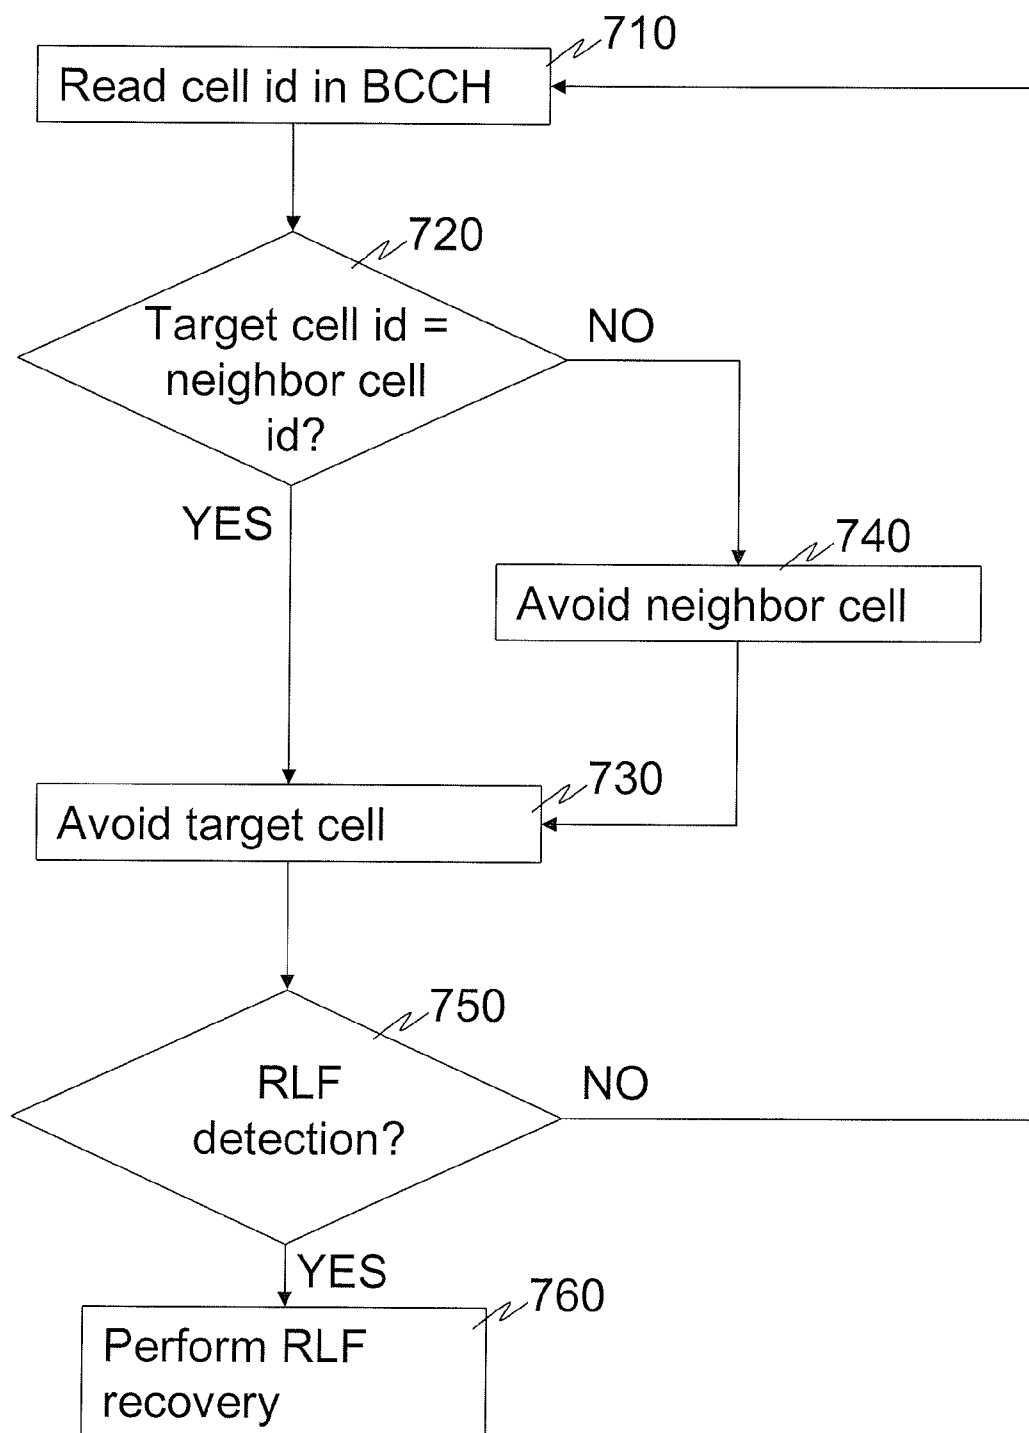 710
Read cell id in BCCH
720
Target cell id =
neighbor cell
id?
NO
YES
740
Avoid neighbor cell
730
Avoid target cell
750
RLF
detection?
NO
YES
760
Perform RLF
recovery